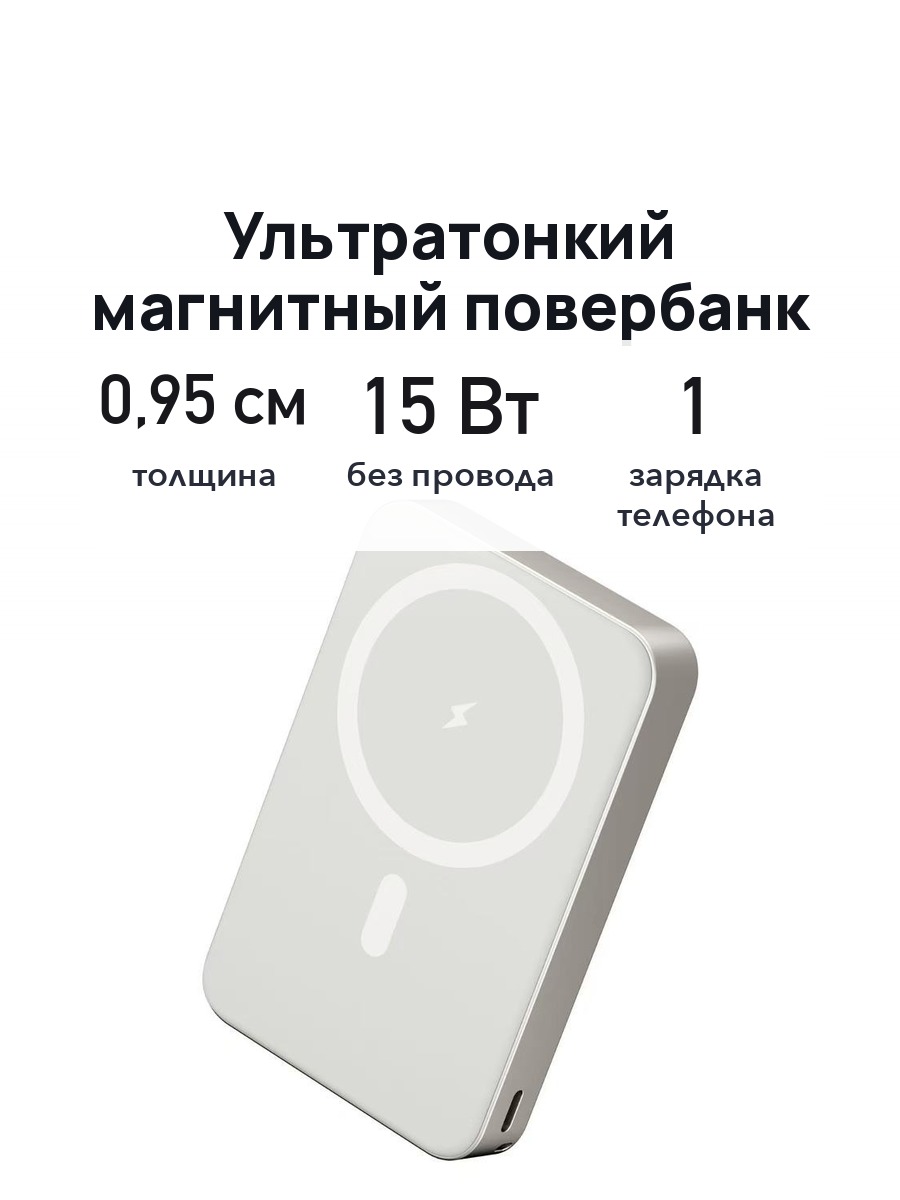 Ультратонкий
магнитный повербанк
0,95 см
15 Вт
1
толщина
без провода
зарядка
телефона